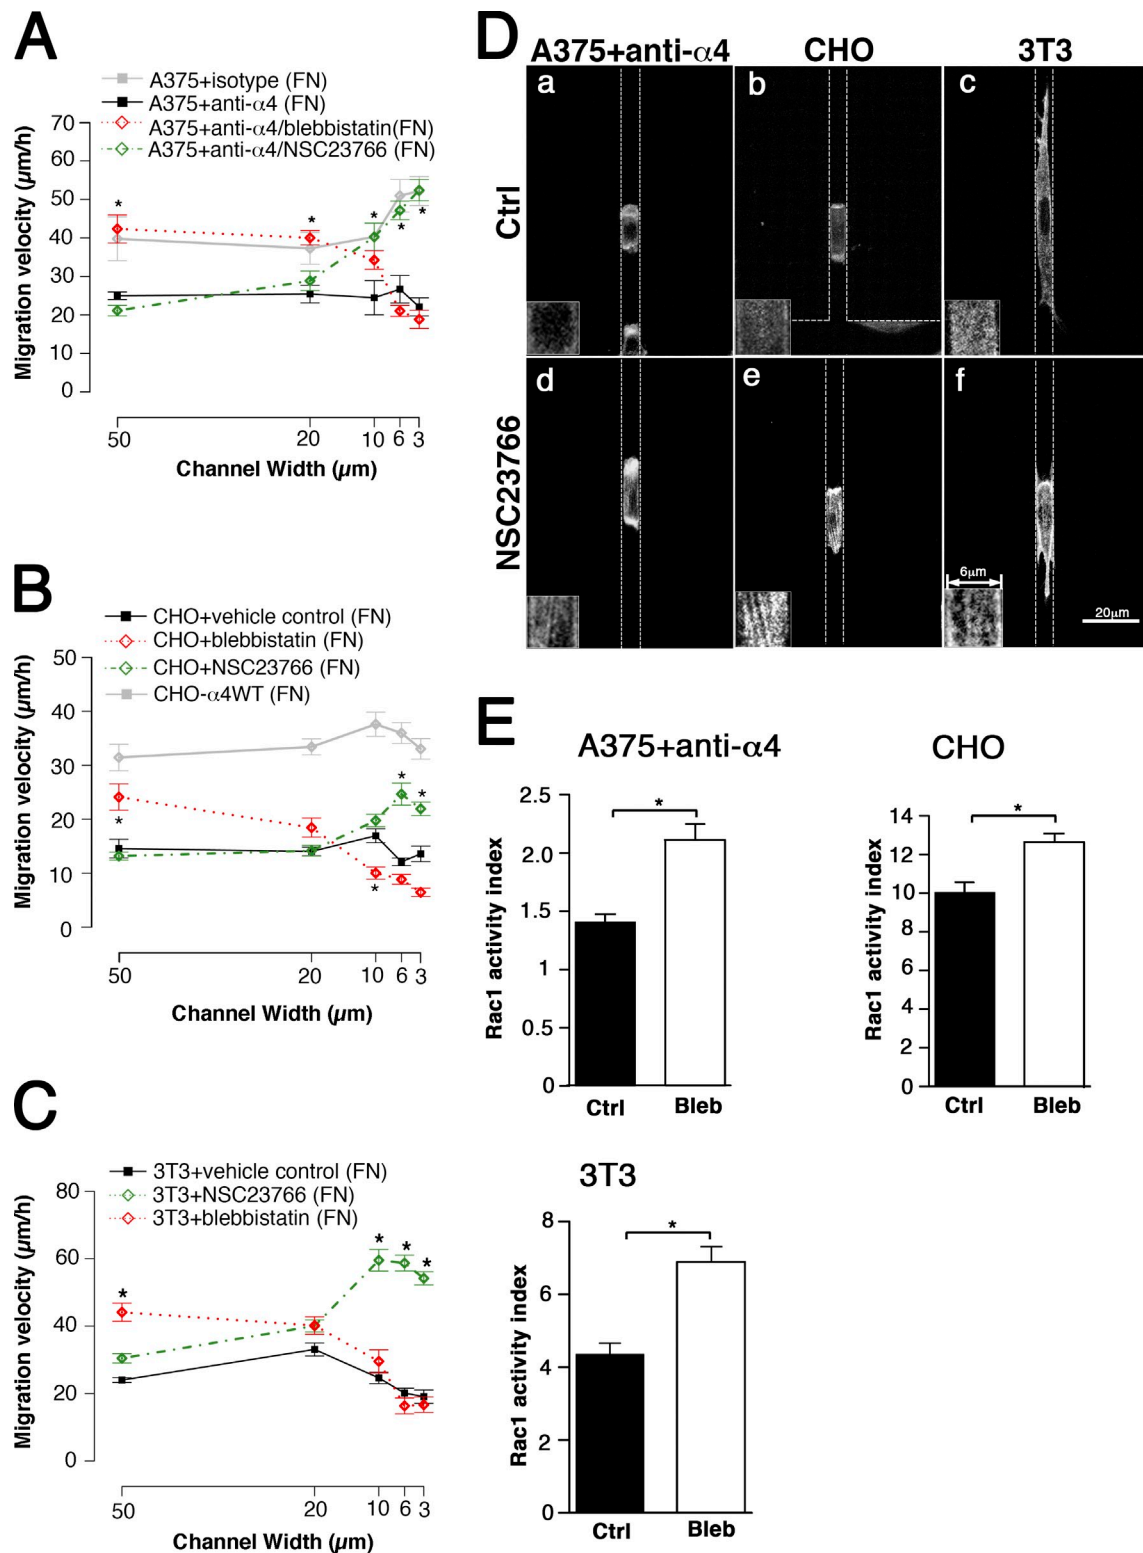 A
A375+isotype (FN)
A375+anti-α4 (FN)
A375+anti-α4/blebbistatin(FN)
A375+anti-α4/NSC23766 (FN)
Migration velocity (µm/h)
70
60
50
40
30
20
10
0
* * * * *
50 20 10 6 3
Channel Width (µm)
B
CHO+vehicle control (FN)
CHO+blebbistatin (FN)
CHO+NSC23766 (FN)
CHO-α4WT (FN)
Migration velocity (µm/h)
50
40
30
20
10
0
* * * *
50 20 10 6 3
Channel Width (µm)
C
3T3+vehicle control (FN)
3T3+NSC23766 (FN)
3T3+blebbistatin (FN)
Migration velocity (µm/h)
80
60
40
20
0
* * * *
50 20 10 6 3
Channel Width (µm)
D
A375+anti-α4 CHO 3T3
Ctrl
a b c
NSC23766
d e f
6µm
20µm
E
A375+anti-α4
Rac1 activity index
2.5
2.0
1.5
1
0.5
0
*
Ctrl Bleb
CHO
Rac1 activity index
14
12
10
8
6
4
2
0
*
Ctrl Bleb
3T3
Rac1 activity index
8
6
4
2
0
*
Ctrl Bleb